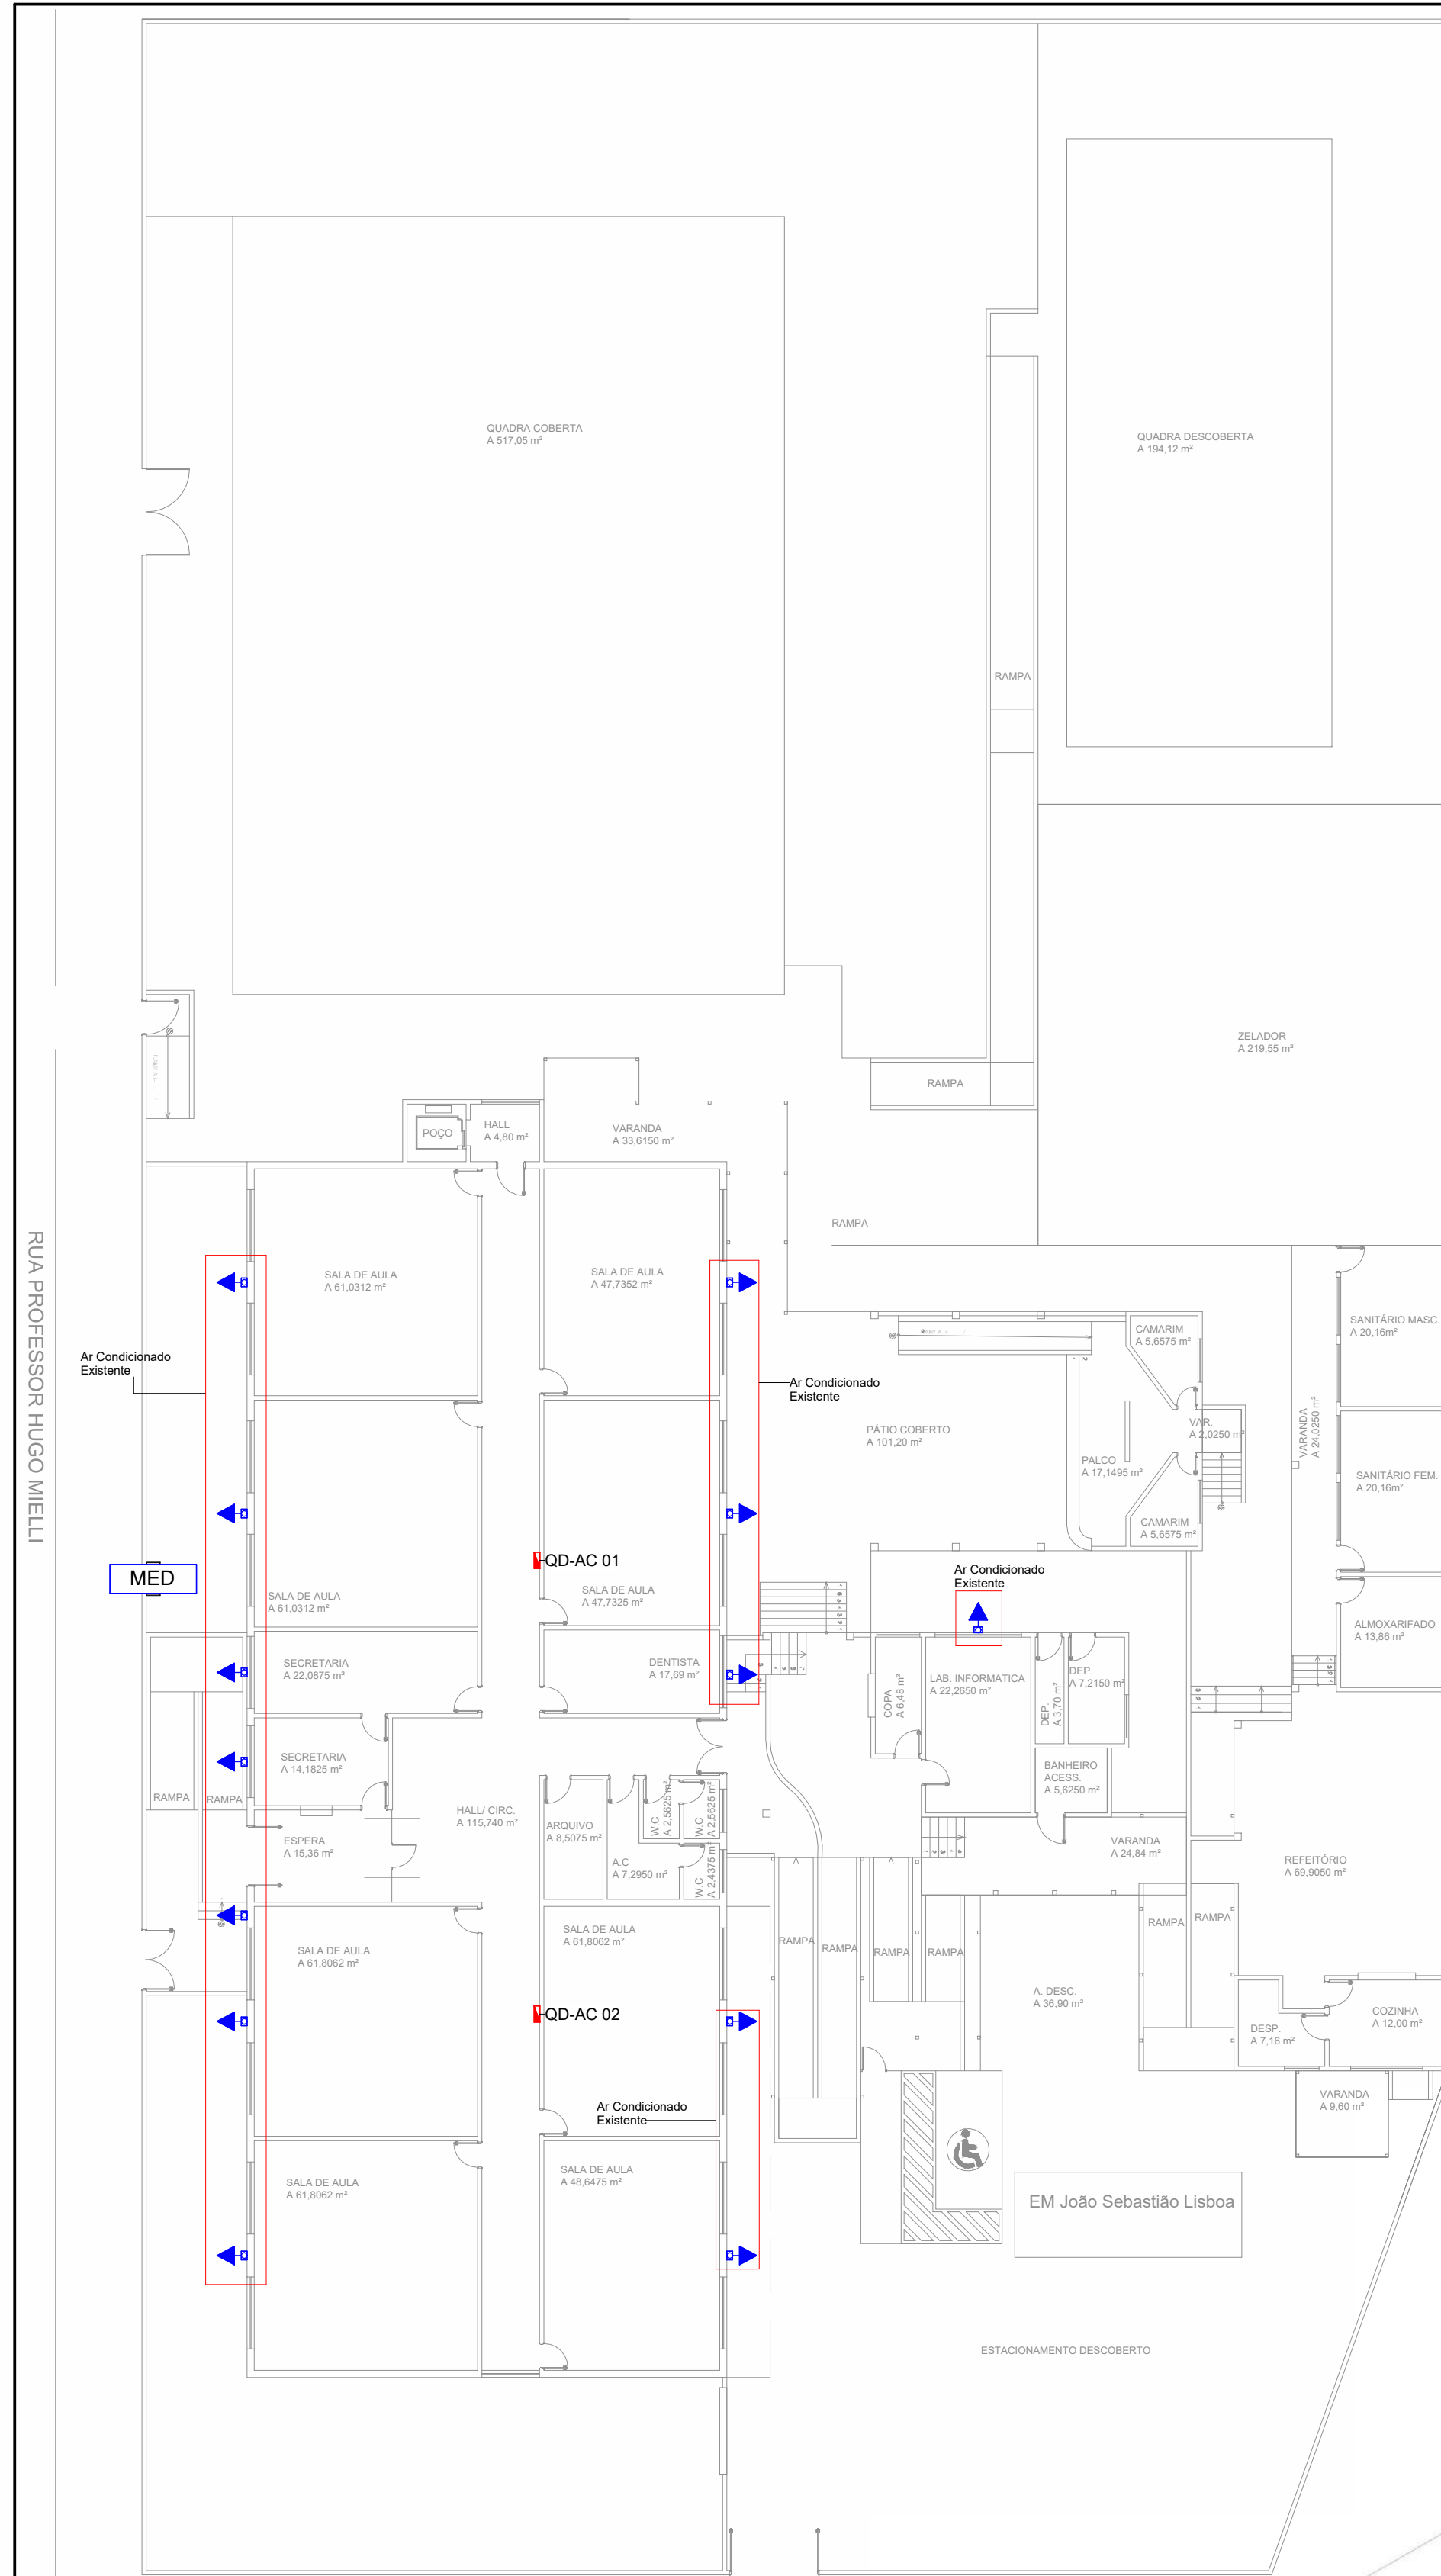 QUADRA COBERTA
A 517,05 m²
QUADRA DESCOBERTA
A 194,12 m²
RAMPA
ZELADOR
A 219,55 m²
RAMPA
POÇO
HALL
A 4,80 m²
VARANDA
A 33,6150 m²
RAMPA
RUA PROFESSOR HUGO MIELLI
SALA DE AULA
A 61,0312 m²
SALA DE AULA
A 47,7352 m²
Ar Condicionado
Existente
Ar Condicionado
Existente
CAMARIM
A 5,6575 m²
SANITÁRIO MASC.
A 20,16m²
PÁTIO COBERTO
A 101,20 m²
VAR.
A 2,0250 m²
VARANDA
A 24,0250 m²
PALCO
A 17,1495 m²
SANITÁRIO FEM.
A 20,16m²
CAMARIM
A 5,6575 m²
QD-AC 01
MED
SALA DE AULA
A 61,0312 m²
SALA DE AULA
A 47,7325 m²
Ar Condicionado
Existente
ALMOXARIFADO
A 13,86 m²
SECRETARIA
A 22,0875 m²
DENTISTA
A 17,69 m²
COPA
A 6,48 m²
LAB. INFORMATICA
A 22,2650 m²
DEP.
A 3,70 m²
DEP.
A 7,2150 m²
SECRETARIA
A 14,1825 m²
BANHEIRO
ACESS.
A 5,6250 m²
RAMPA
RAMPA
HALL/ CIRC.
A 115,740 m²
ARQUIVO
A 8,5075 m²
W.C
A 2,5625 m²
W.C
A 2,5625 m²
ESPERA
A 15,36 m²
A.C
A 7,2950 m²
W.C
A 2,4375 m²
VARANDA
A 24,84 m²
REFEITÓRIO
A 69,9050 m²
SALA DE AULA
A 61,8062 m²
SALA DE AULA
A 61,8062 m²
RAMPA
RAMPA
RAMPA
RAMPA
RAMPA
RAMPA
A. DESC.
A 36,90 m²
QD-AC 02
DESP.
A 7,16 m²
COZINHA
A 12,00 m²
VARANDA
A 9,60 m²
Ar Condicionado
Existente
SALA DE AULA
A 61,8062 m²
SALA DE AULA
A 48,6475 m²
EM João Sebastião Lisboa
ESTACIONAMENTO DESCOBERTO